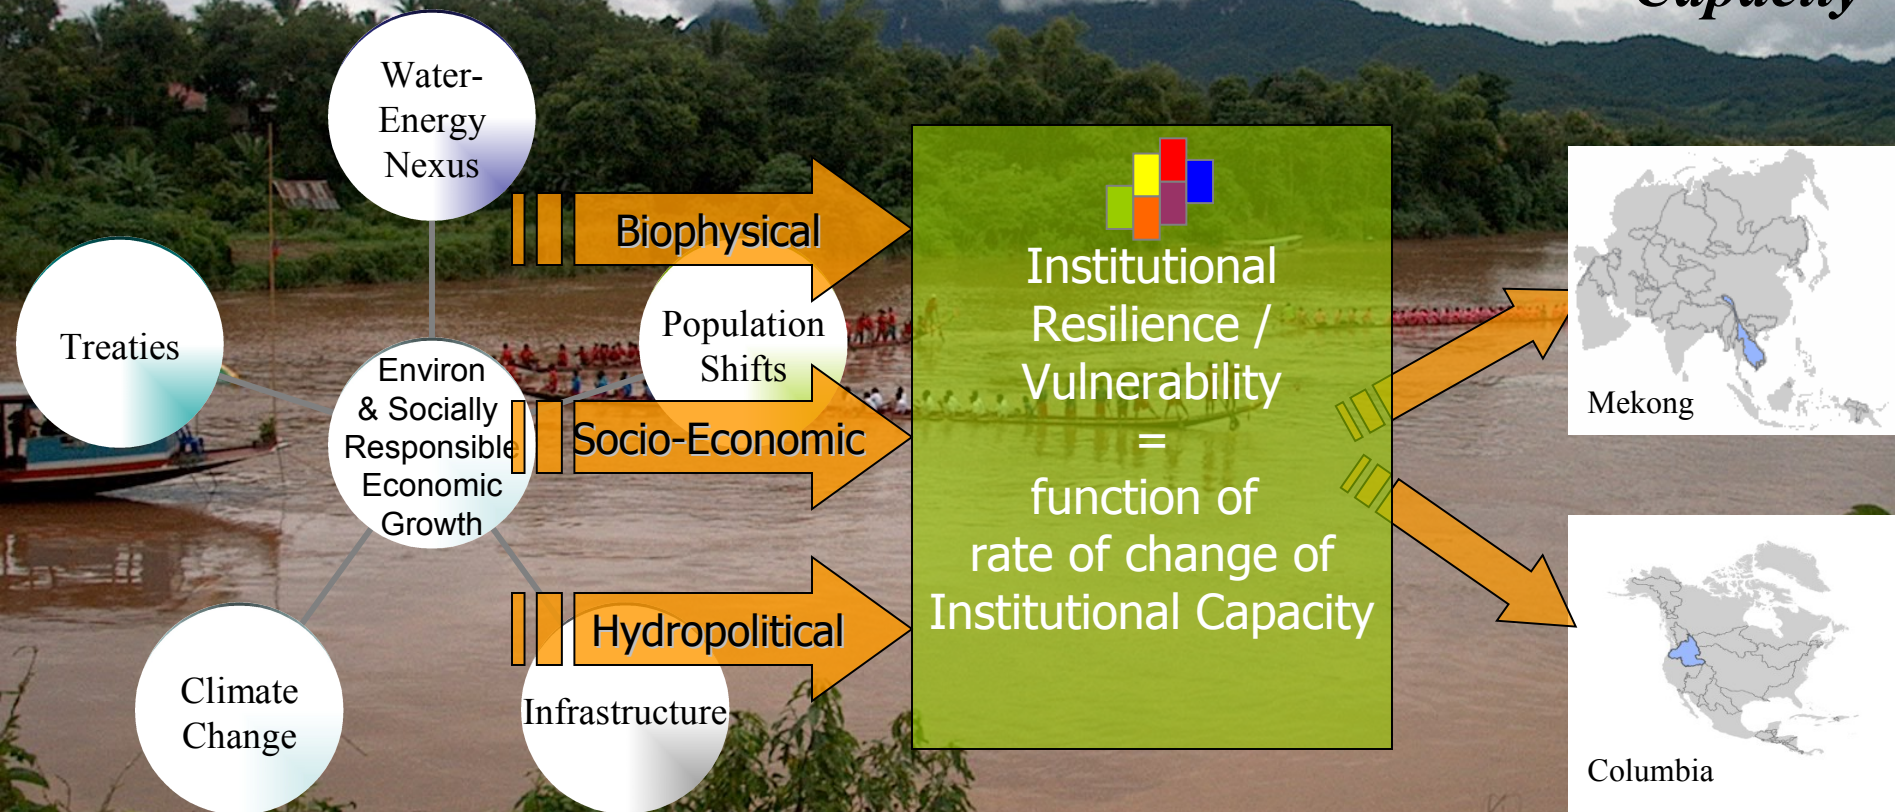 Capacity
Water-
Energy
Nexus
Treaties
Environ
& Socially
Responsible
Economic
Growth
Population
Shifts
Climate
Change
Infrastructure
Biophysical
Socio-Economic
Hydropolitical
Institutional
Resilience /
Vulnerability
=
function of
rate of change of
Institutional Capacity
Mekong
Columbia